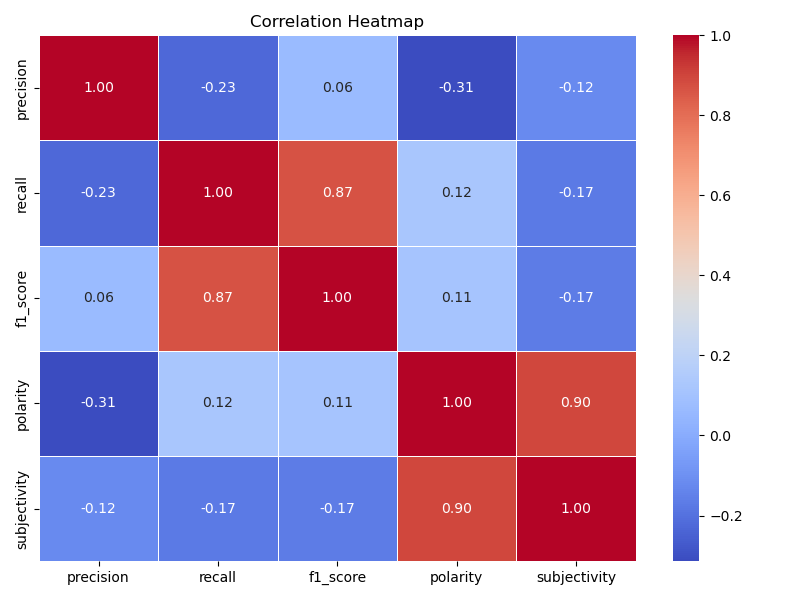 Correlation Heatmap
precision 1.00 -0.23 0.06 -0.31 -0.12
recall -0.23 1.00 0.87 0.12 -0.17
f1_score 0.06 0.87 1.00 0.11 -0.17
polarity -0.31 0.12 0.11 1.00 0.90
subjectivity -0.12 -0.17 -0.17 0.90 1.00
precision recall f1_score polarity subjectivity
1.0
0.8
0.6
0.4
0.2
0.0
−0.2